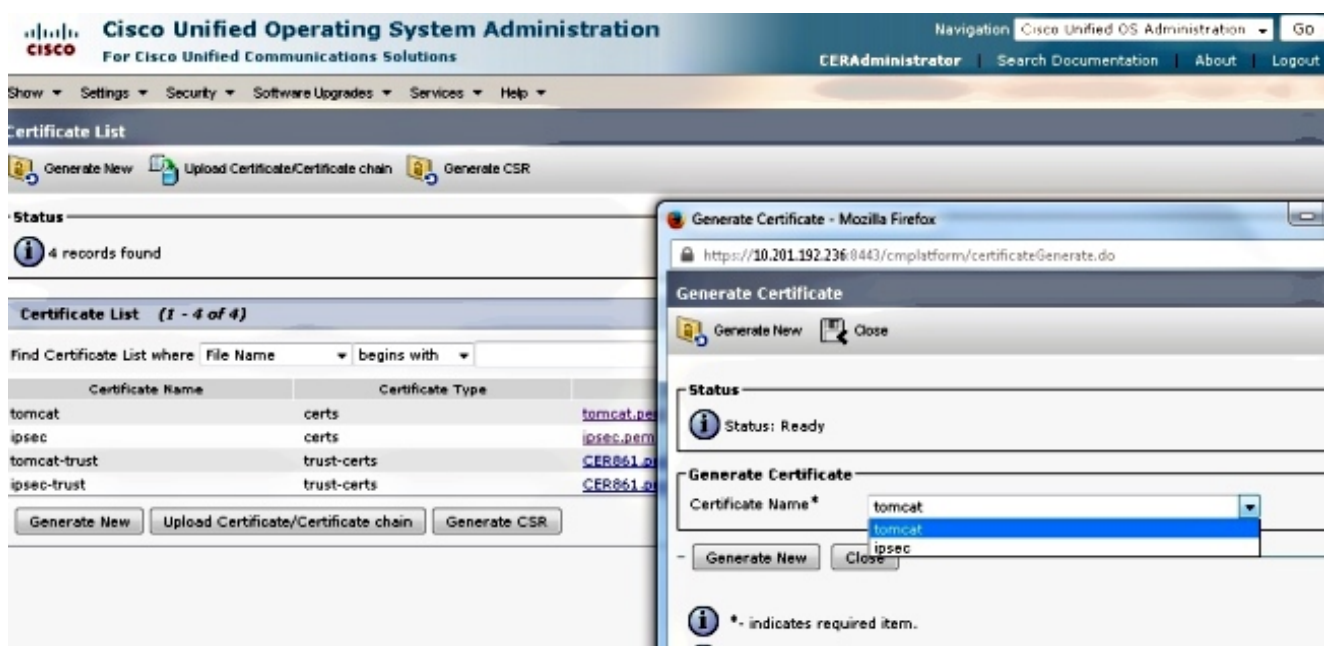 CISCO
Cisco Unified Operating System Administration
For Cisco Unified Communications Solutions
Navigation Cisco Unified OS Administration Go
CERAdministrator | Search Documentation | About | Logout
Show Settings Security Software Upgrades Services Help
Certificate List
Generate New Upload Certificate/Certificate chain Generate CSR
Status
4 records found
Certificate List (1 - 4 of 4)
Find Certificate List where File Name begins with
Certificate Name Certificate Type
tomcat certs tomcat.pe
ipsec certs ipsec.pem
tomcat-trust trust-certs CER861.p
ipsec-trust trust-certs CER861.p
Generate New Upload Certificate/Certificate chain Generate CSR
Generate Certificate - Mozilla Firefox
https://10.201.192.236:8443/cmplatform/certificateGenerate.do
Generate Certificate
Generate New Close
Status
Status: Ready
Generate Certificate
Certificate Name* tomcat
tomcat
ipsec
Generate New Close
*- indicates required item.